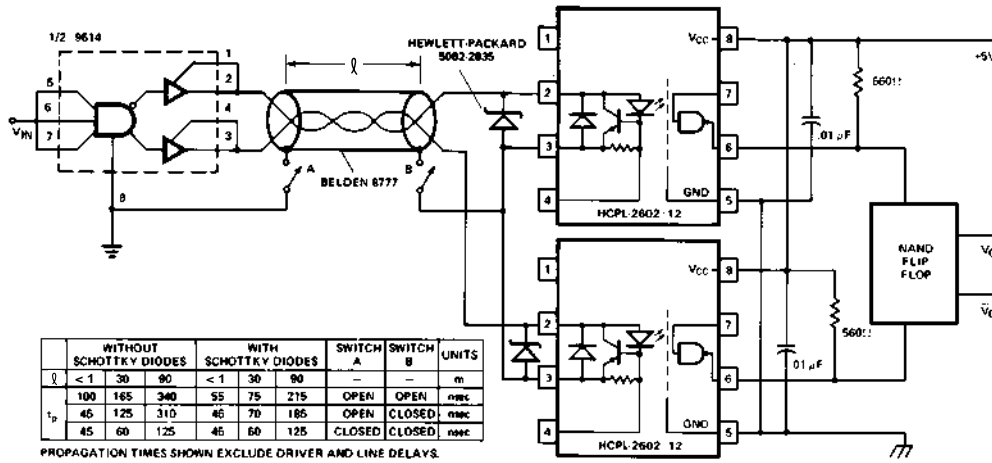 1/2 9614
1
2
4
3
5
6
7
VIN
8
ℓ
A
B
BELDEN 8777
HEWLETT-PACKARD
5082-2835
1
2
3
4
VCC
8
7
6
GND
5
HCPL-2602·12
1
2
3
4
VCC
8
7
6
GND
5
HCPL-2602·12
+5V
560Ω
.01 µF
560Ω
.01 µF
NAND
FLIP
FLOP
WITHOUT SCHOTTKY DIODES WITH SCHOTTKY DIODES SWITCH A SWITCH B UNITS
ℓ < 1 30 90 < 1 30 90 – – m
tp 100 165 340 55 75 215 OPEN OPEN nsec
45 125 310 45 70 185 OPEN CLOSED nsec
45 60 125 45 60 125 CLOSED CLOSED nsec
PROPAGATION TIMES SHOWN EXCLUDE DRIVER AND LINE DELAYS.